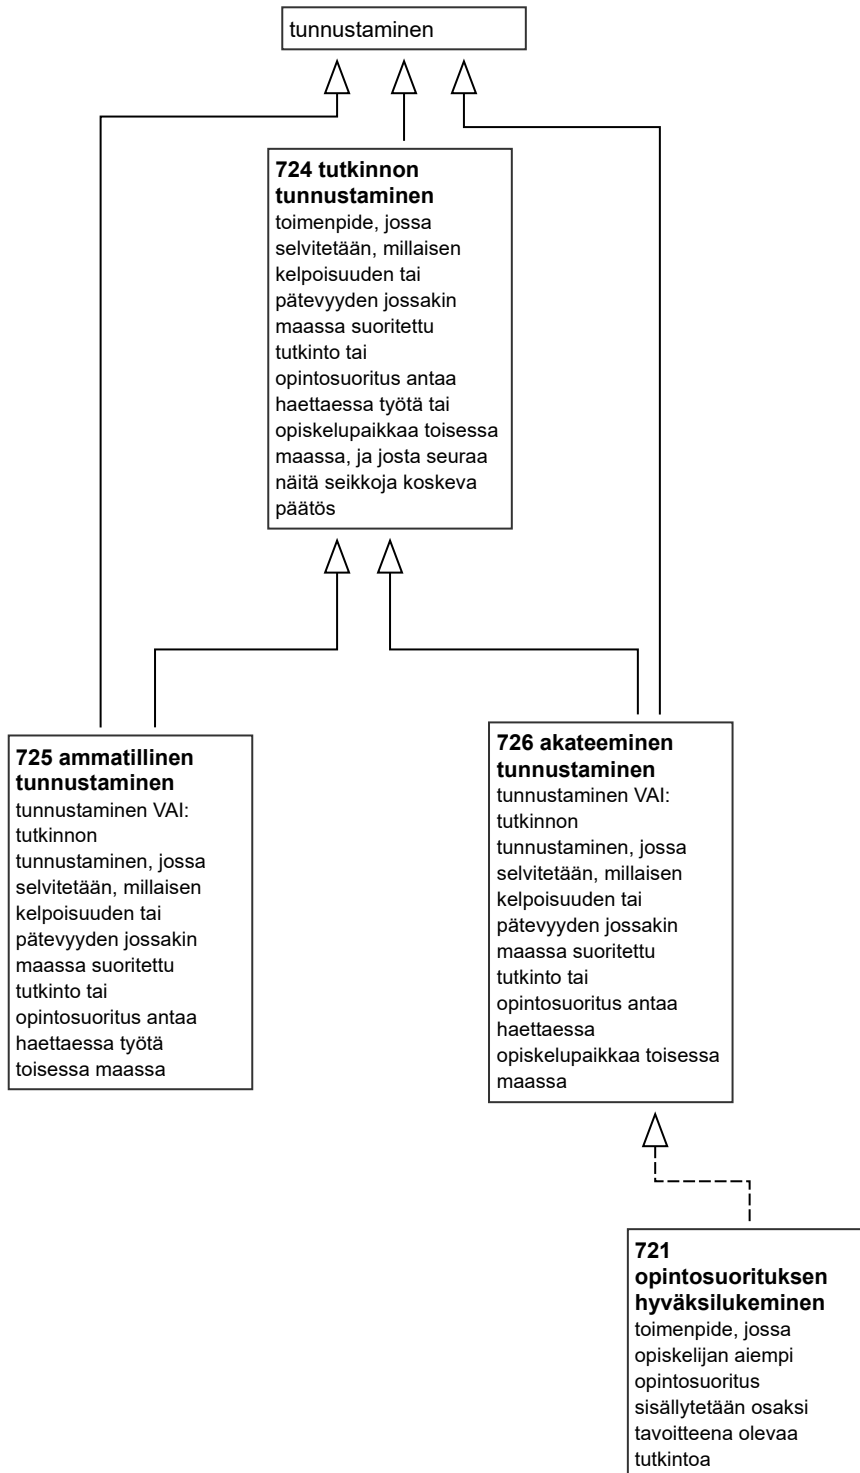 tunnustaminen
724 tutkinnon
tunnustaminen
toimenpide, jossa
selvitetään, millaisen
kelpoisuuden tai
pätevyyden jossakin
maassa suoritettu
tutkinto tai
opintosuoritus antaa
haettaessa työtä tai
opiskelupaikkaa toisessa
maassa, ja josta seuraa
näitä seikkoja koskeva
päätös
725 ammatillinen
tunnustaminen
tunnustaminen VAI:
tutkinnon
tunnustaminen, jossa
selvitetään, millaisen
kelpoisuuden tai
pätevyyden jossakin
maassa suoritettu
tutkinto tai
opintosuoritus antaa
haettaessa työtä
toisessa maassa
726 akateeminen
tunnustaminen
tunnustaminen VAI:
tutkinnon
tunnustaminen, jossa
selvitetään, millaisen
kelpoisuuden tai
pätevyyden jossakin
maassa suoritettu
tutkinto tai
opintosuoritus antaa
haettaessa
opiskelupaikkaa toisessa
maassa
721
opintosuorituksen
hyväksilukeminen
toimenpide, jossa
opiskelijan aiempi
opintosuoritus
sisällytetään osaksi
tavoitteena olevaa
tutkintoa